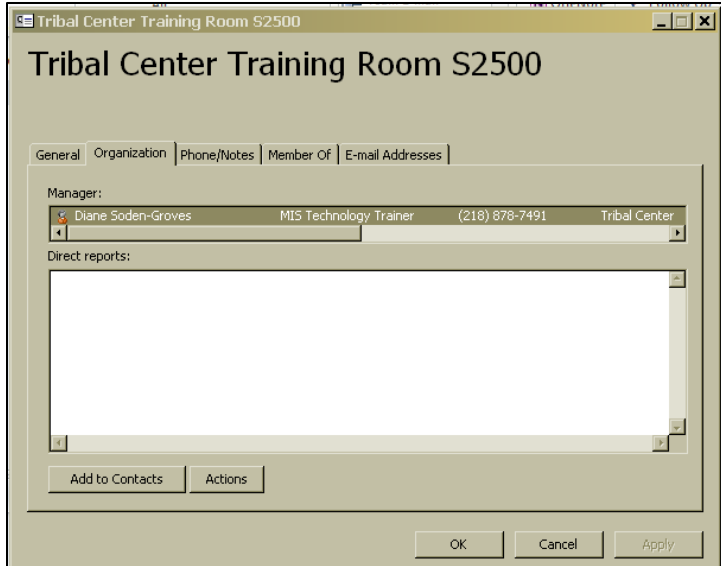 Tribal Center Training Room S2500
Tribal Center Training Room S2500
General Organization Phone/Notes Member Of E-mail Addresses
Manager:
Diane Soden-Groves MIS Technology Trainer (218) 878-7491 Tribal Center
Direct reports:
Add to Contacts Actions
OK Cancel Apply